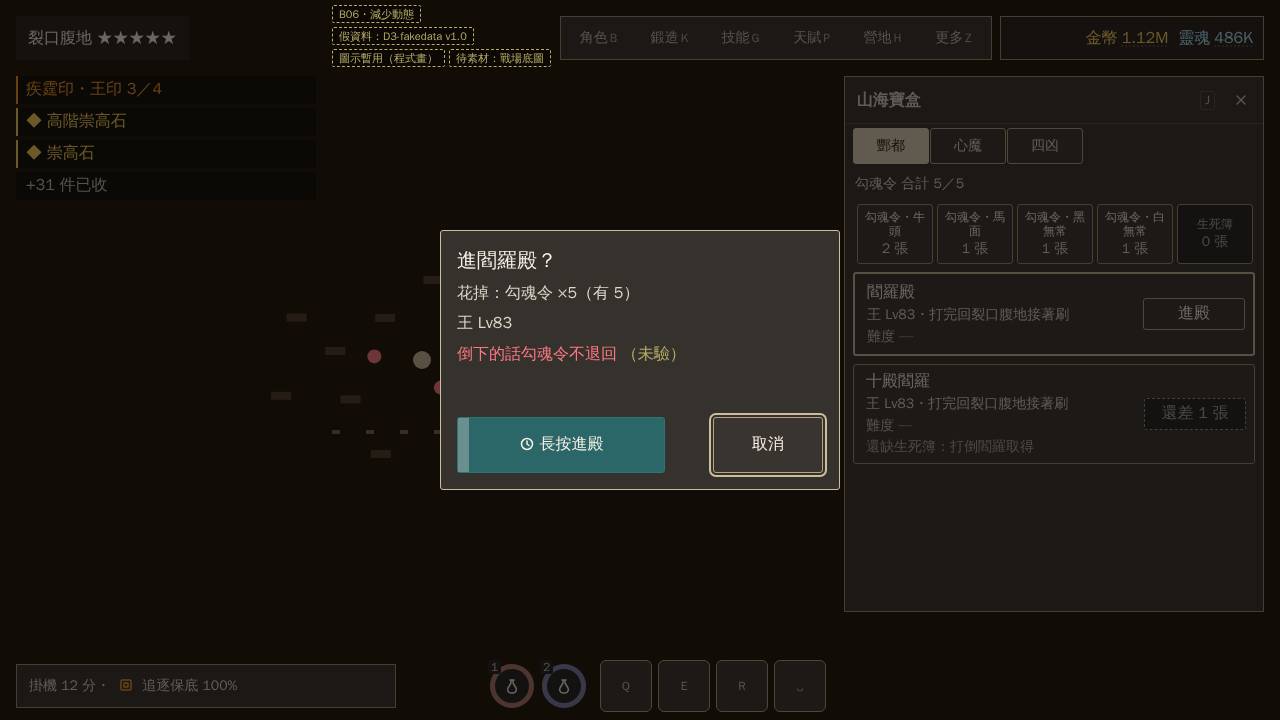 裂口腹地 ★★★★★
B06・減少動態
假資料：D3-fakedata v1.0
圖示暫用（程式畫） 待素材：戰場底圖
角色B 鍛造K 技能G 天賦P 營地H 更多Z
金幣 1.12M 靈魂 486K
疾霆印・王印 3／4
◆ 高階崇高石
◆ 崇高石
+31 件已收
山海寶盒 J ✕
酆都 心魔 四凶
勾魂令 合計 5／5
勾魂令・牛頭
2 張
勾魂令・馬面
1 張
勾魂令・黑無常
1 張
勾魂令・白無常
1 張
生死簿
0 張
閻羅殿
王 Lv83・打完回裂口腹地接著刷
難度 —
進殿
十殿閻羅
王 Lv83・打完回裂口腹地接著刷
難度 —
還缺生死簿：打倒閻羅取得
還差 1 張
進閻羅殿？
花掉：勾魂令 ×5（有 5）
王 Lv83
倒下的話勾魂令不退回 （未驗）
長按進殿 取消
掛機 12 分・ 追逐保底 100%
1 2 Q E R ␣